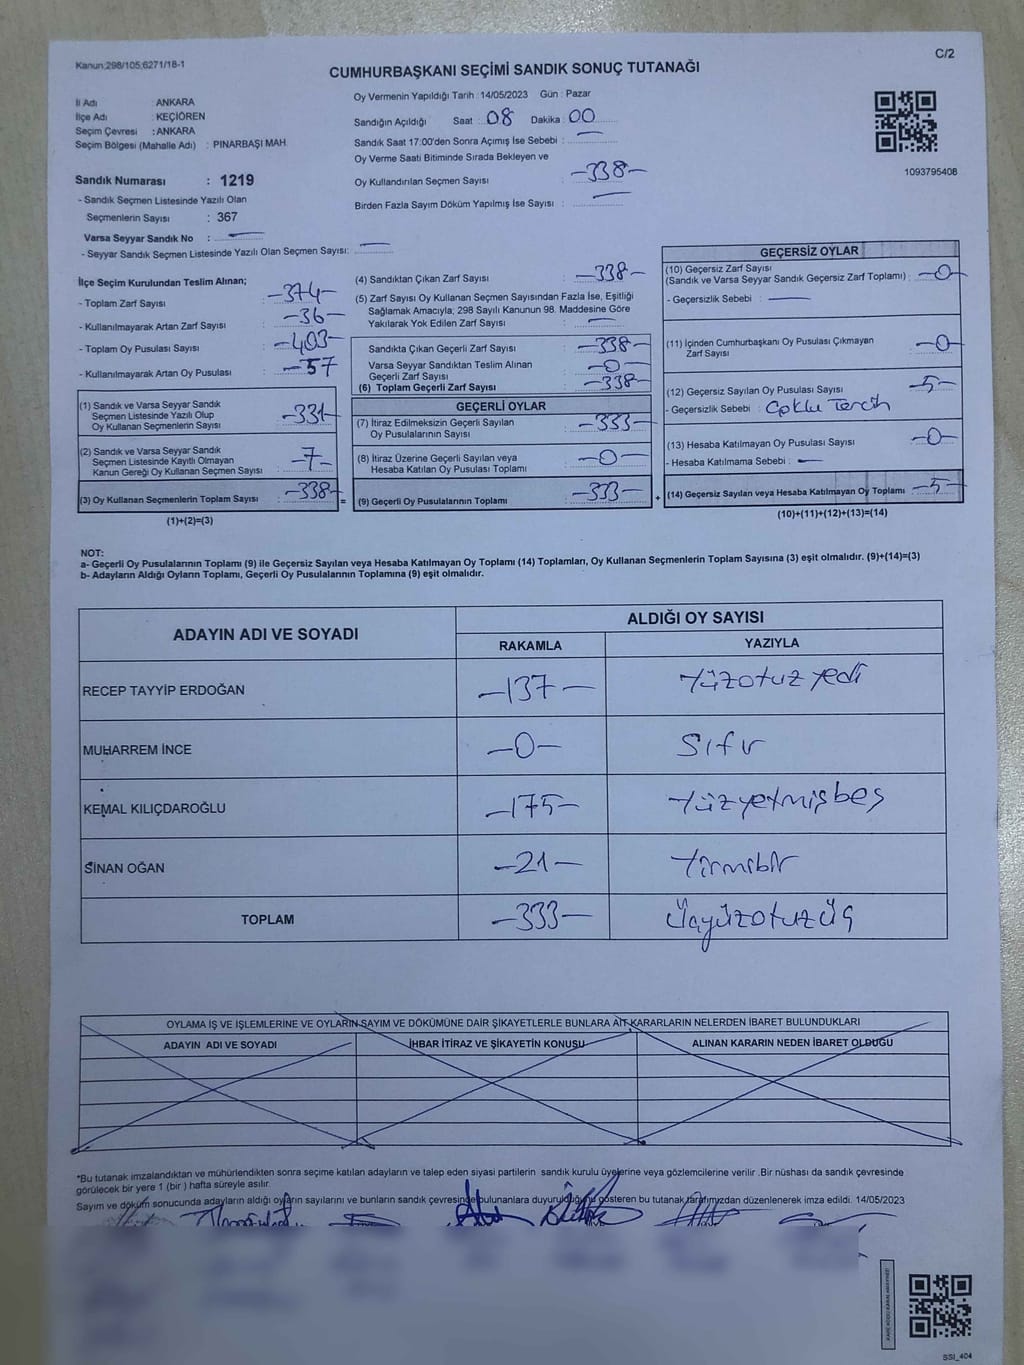 Kanun:298/105;6271/18-1
C/2
CUMHURBAŞKANI SEÇİMİ SANDIK SONUÇ TUTANAĞI
İl Adı : ANKARA
İlçe Adı : KEÇİÖREN
Seçim Çevresi : ANKARA
Seçim Bölgesi (Mahalle Adı) : PINARBAŞI MAH.
Sandık Numarası : 1219
- Sandık Seçmen Listesinde Yazılı Olan
Seçmenlerin Sayısı : 367
Varsa Seyyar Sandık No : —
- Seyyar Sandık Seçmen Listesinde Yazılı Olan Seçmen Sayısı: —
Oy Vermenin Yapıldığı Tarih : 14/05/2023 Gün : Pazar
Sandığın Açıldığı Saat : 08 Dakika : 00
Sandık Saat 17:00'den Sonra Açımış İse Sebebi : —
Oy Verme Saati Bitiminde Sırada Bekleyen ve
Oy Kullandırılan Seçmen Sayısı : -338-
Birden Fazla Sayım Döküm Yapılmış İse Sayısı : —
1093795408
İlçe Seçim Kurulundan Teslim Alınan;
- Toplam Zarf Sayısı : -374-
- Kullanılmayarak Artan Zarf Sayısı : -36-
- Toplam Oy Pusulası Sayısı : -403-
- Kullanılmayarak Artan Oy Pusulası : -57
(1) Sandık ve Varsa Seyyar Sandık
Seçmen Listesinde Yazılı Olup
Oy Kullanan Seçmenlerin Sayısı : -331-
(2) Sandık ve Varsa Seyyar Sandık
Seçmen Listesinde Kayıtlı Olmayan
Kanun Gereği Oy Kullanan Seçmen Sayısı : -7-
(3) Oy Kullanan Seçmenlerin Toplam Sayısı : -338- =
(1)+(2)=(3)
(4) Sandıktan Çıkan Zarf Sayısı : -338-
(5) Zarf Sayısı Oy Kullanan Seçmen Sayısından Fazla İse, Eşitliği
Sağlamak Amacıyla; 298 Sayılı Kanunun 98. Maddesine Göre
Yakılarak Yok Edilen Zarf Sayısı : —
Sandıkta Çıkan Geçerli Zarf Sayısı : -338-
Varsa Seyyar Sandıktan Teslim Alınan
Geçerli Zarf Sayısı : -0-
(6) Toplam Geçerli Zarf Sayısı : -338-
GEÇERLİ OYLAR
(7) İtiraz Edilmeksizin Geçerli Sayılan
Oy Pusulalarının Sayısı : -333-
(8) İtiraz Üzerine Geçerli Sayılan veya
Hesaba Katılan Oy Pusulası Toplamı : -0-
(9) Geçerli Oy Pusulalarının Toplamı : -333- +
GEÇERSİZ OYLAR
(10) Geçersiz Zarf Sayısı
(Sandık ve Varsa Seyyar Sandık Geçersiz Zarf Toplamı) : -0-
- Geçersizlik Sebebi : —
(11) İçinden Cumhurbaşkanı Oy Pusulası Çıkmayan
Zarf Sayısı : -0-
(12) Geçersiz Sayılan Oy Pusulası Sayısı : -5-
- Geçersizlik Sebebi : Çoklu Tercih
(13) Hesaba Katılmayan Oy Pusulası Sayısı : -0-
- Hesaba Katılmama Sebebi : —
(14) Geçersiz Sayılan veya Hesaba Katılmayan Oy Toplamı : -5-
(10)+(11)+(12)+(13)=(14)
NOT:
a- Geçerli Oy Pusulalarının Toplamı (9) ile Geçersiz Sayılan veya Hesaba Katılmayan Oy Toplamı (14) Toplamları, Oy Kullanan Seçmenlerin Toplam Sayısına (3) eşit olmalıdır. (9)+(14)=(3)
b- Adayların Aldığı Oyların Toplamı, Geçerli Oy Pusulalarının Toplamına (9) eşit olmalıdır.
ADAYIN ADI VE SOYADI ALDIĞI OY SAYISI
RAKAMLA YAZIYLA
RECEP TAYYİP ERDOĞAN -137- Yüzotuz yedi
MUHARREM İNCE -0- Sıfır
KEMAL KILIÇDAROĞLU -175- Yüzyetmişbeş
SİNAN OĞAN -21- Yirmibir
TOPLAM -333- Üçyüzotuzüç
OYLAMA İŞ VE İŞLEMLERİNE VE OYLARIN SAYIM VE DÖKÜMÜNE DAİR ŞİKAYETLERLE BUNLARA AİT KARARLARIN NELERDEN İBARET BULUNDUKLARI
ADAYIN ADI VE SOYADI İHBAR İTİRAZ VE ŞİKAYETİN KONUSU ALINAN KARARIN NEDEN İBARET OLDUĞU
*Bu tutanak imzalandıktan ve mühürlendikten sonra seçime katılan adayların ve talep eden siyasi partilerin sandık kurulu üyelerine veya gözlemcilerine verilir .Bir nüshası da sandık çevresinde
görülecek bir yere 1 (bir ) hafta süreyle asılır.
Sayım ve döküm sonucunda adayların aldığı oyların sayılarını ve bunların sandık çevresinde bulunanlara duyurulduğunu gösteren bu tutanak tarafımızdan düzenlenerek imza edildi. 14/05/2023
SSI_404